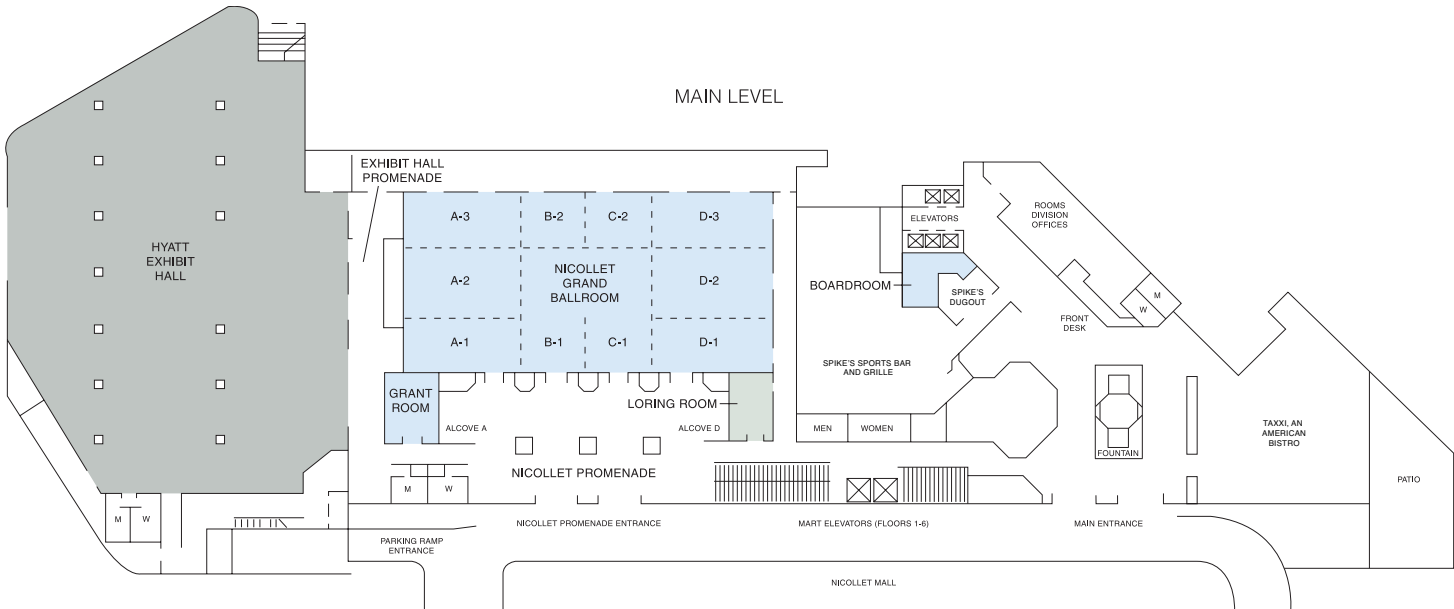 MAIN LEVEL
EXHIBIT HALL
PROMENADE
HYATT
EXHIBIT
HALL
A-3
B-2
C-2
D-3
A-2
NICOLLET
GRAND
BALLROOM
D-2
A-1
B-1
C-1
D-1
GRANT
ROOM
LORING ROOM
ALCOVE A
ALCOVE D
NICOLLET PROMENADE
M
W
M
W
NICOLLET PROMENADE ENTRANCE
PARKING RAMP
ENTRANCE
MART ELEVATORS (FLOORS 1-6)
MAIN ENTRANCE
NICOLLET MALL
ELEVATORS
ROOMS
DIVISION
OFFICES
BOARDROOM
SPIKE'S
DUGOUT
M
W
FRONT
DESK
SPIKE'S SPORTS BAR
AND GRILLE
MEN
WOMEN
FOUNTAIN
TAXXI, AN
AMERICAN
BISTRO
PATIO